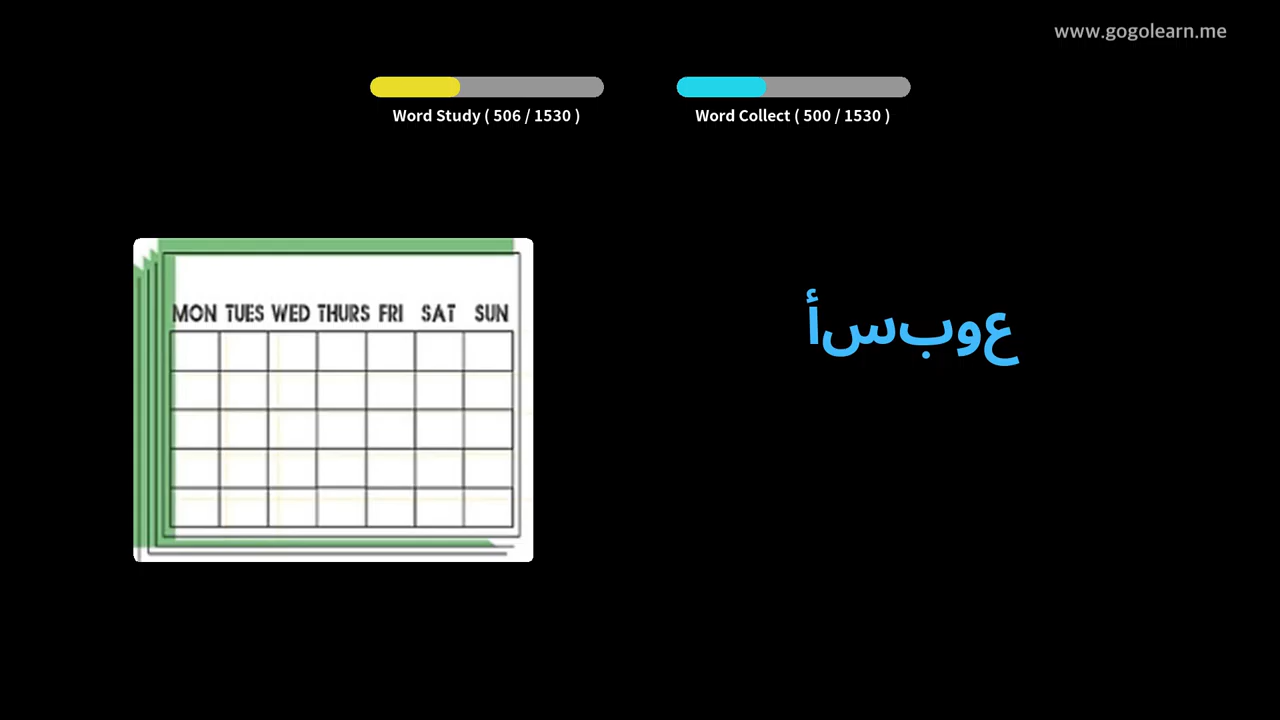 www.gogolearn.me
Word Study ( 506 / 1530 )
Word Collect ( 500 / 1530 )
MON TUES WED THURS FRI SAT SUN
أسبوع